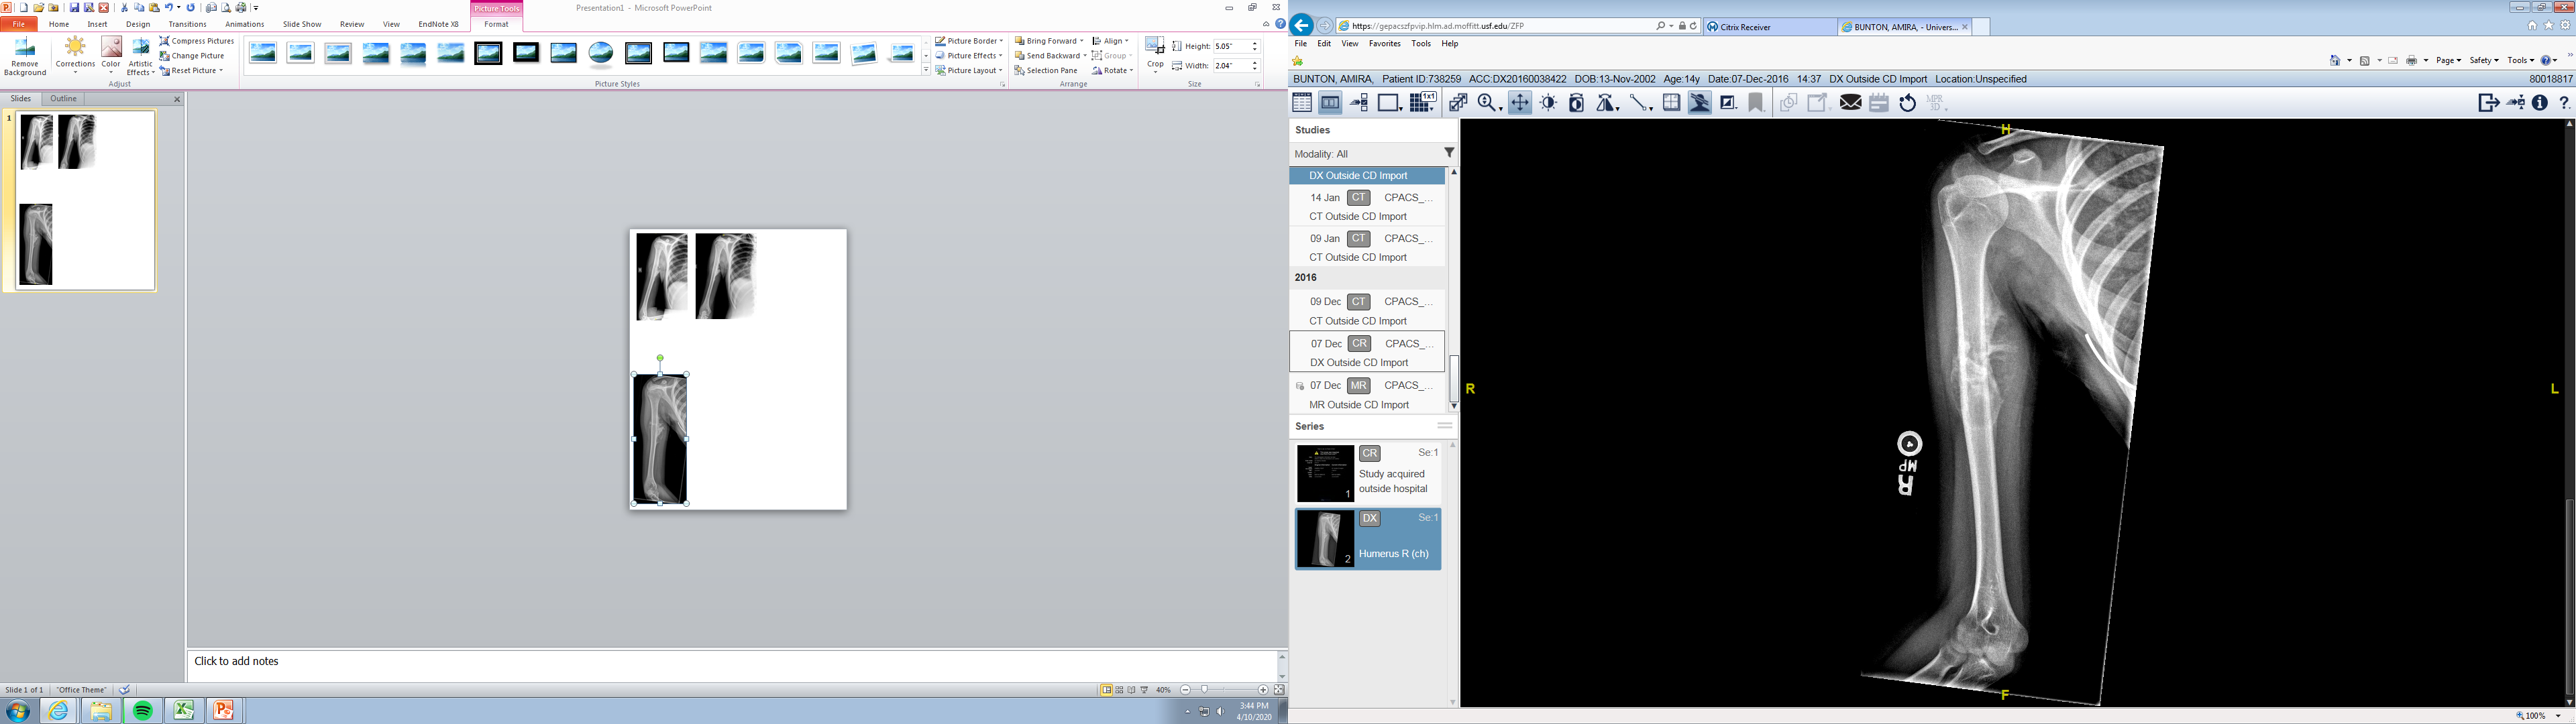 Picture Tools
Presentation1 - Microsoft PowerPoint
File Home Insert Design Transitions Animations Slide Show Review View EndNote X8 Format
Remove Background
Corrections
Color
Artistic Effects
Compress Pictures
Change Picture
Reset Picture
Adjust
Picture Styles
Picture Border
Picture Effects
Picture Layout
Bring Forward
Send Backward
Selection Pane
Align
Group
Rotate
Arrange
Crop
Height: 5.05"
Width: 2.04"
Size
Slides Outline
1
Click to add notes
Slide 1 of 1 "Office Theme" 40%
3:44 PM
4/10/2020
https://gepacszfpvip.hlm.ad.moffitt.usf.edu/ZFP
Citrix Receiver
BUNTON, AMIRA, - Univers...
File Edit View Favorites Tools Help
Page Safety Tools
BUNTON, AMIRA, Patient ID:738259 ACC:DX20160038422 DOB:13-Nov-2002 Age:14y Date:07-Dec-2016 14:37 DX Outside CD Import Location:Unspecified 80018817
1x1
MPR 3D
Studies
Modality: All
DX Outside CD Import
14 Jan CT CPACS_...
CT Outside CD Import
09 Jan CT CPACS_...
CT Outside CD Import
2016
09 Dec CT CPACS_...
CT Outside CD Import
07 Dec CR CPACS_...
DX Outside CD Import
07 Dec MR CPACS_...
MR Outside CD Import
Series
CR Se:1
Study acquired
outside hospital
1
DX Se:1
Humerus R (ch)
2
H
R
L
F
MP
R
100%